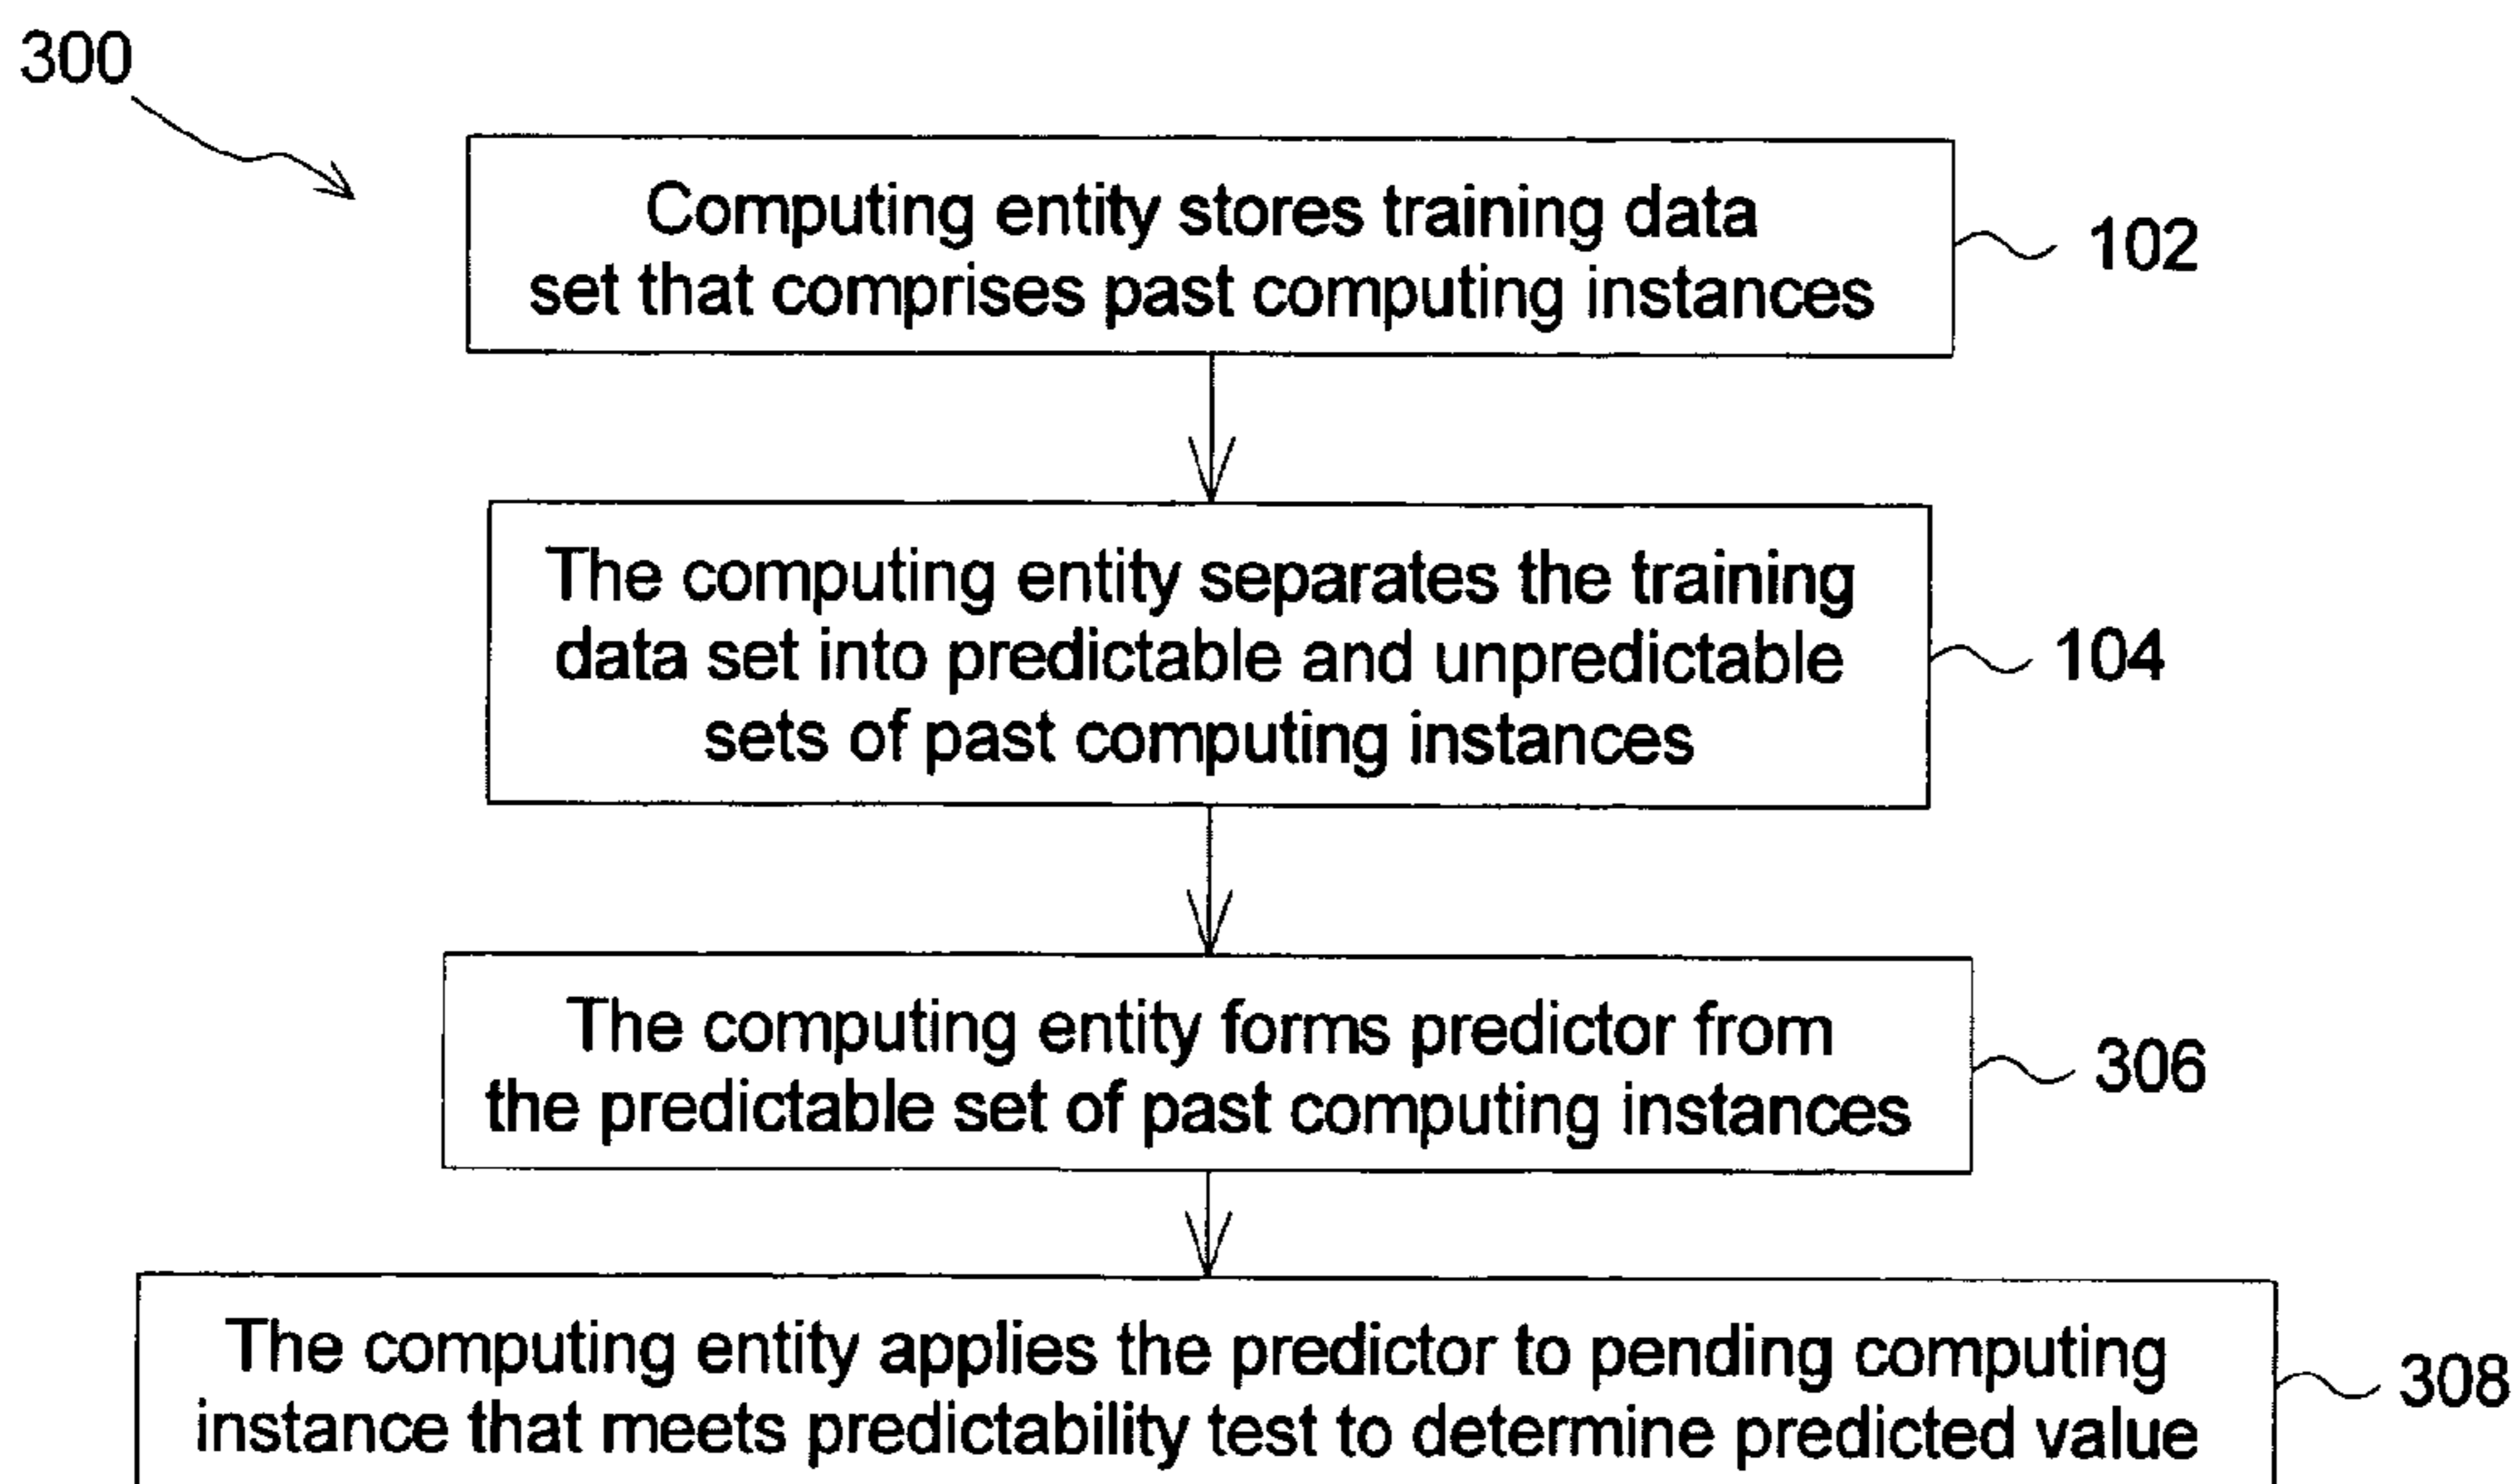 300
Computing entity stores training data
set that comprises past computing instances
102
The computing entity separates the training
data set into predictable and unpredictable
sets of past computing instances
104
The computing entity forms predictor from
the predictable set of past computing instances
306
The computing entity applies the predictor to pending computing
instance that meets predictability test to determine predicted value
308